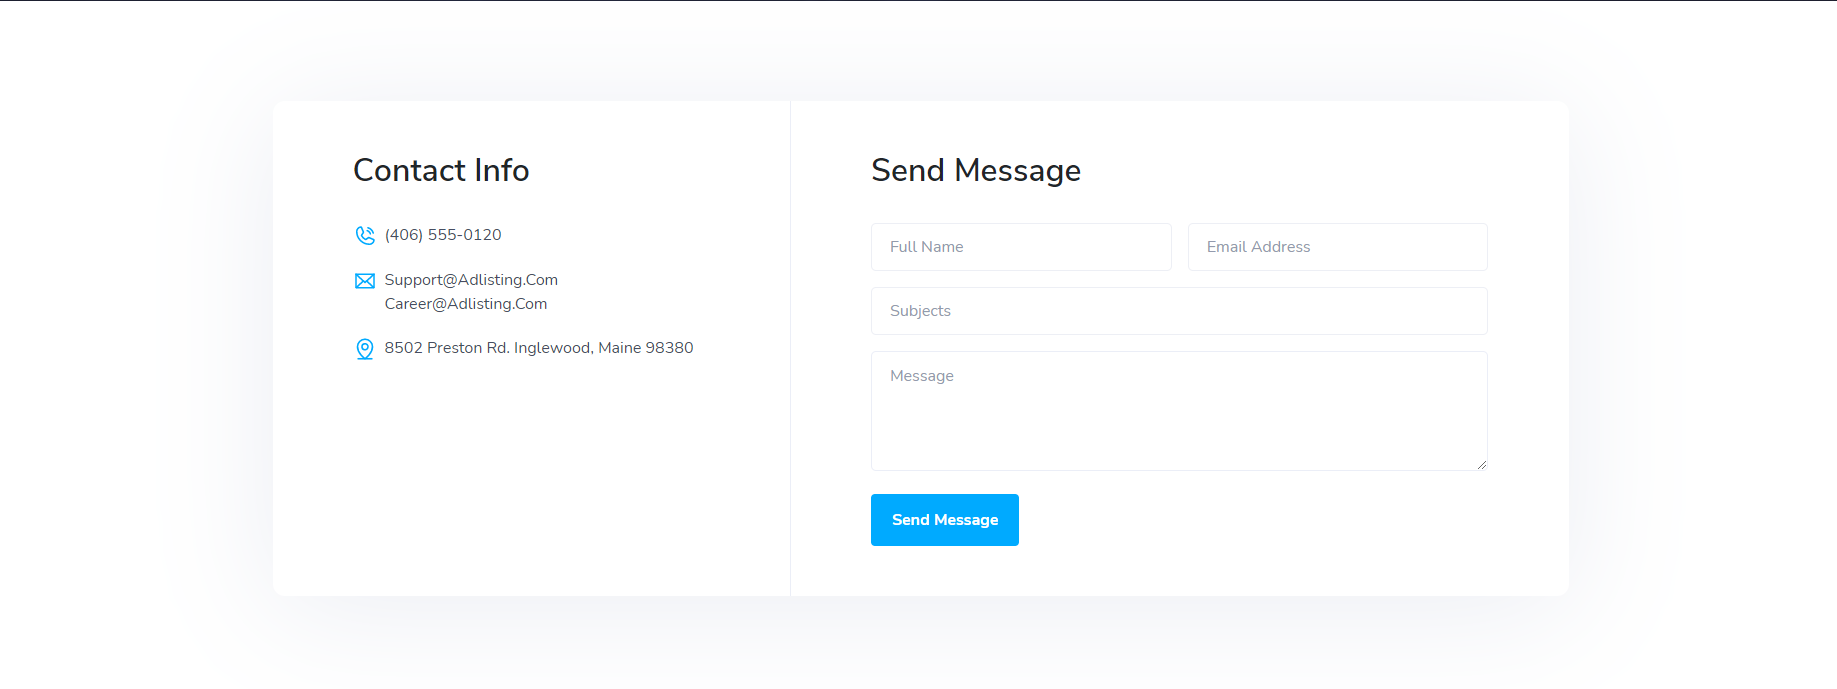 Contact Info
(406) 555-0120
Support@Adlisting.Com
Career@Adlisting.Com
8502 Preston Rd. Inglewood, Maine 98380
Send Message
Full Name
Email Address
Subjects
Message
Send Message